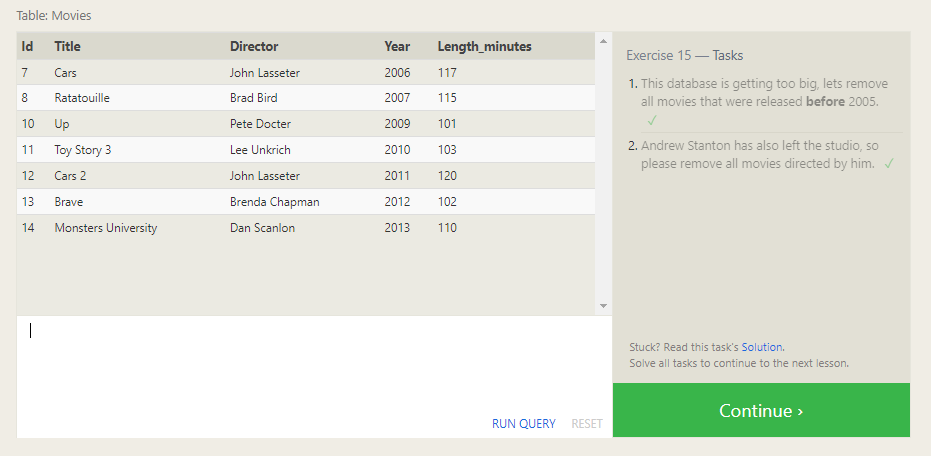 Table: Movies
Id Title Director Year Length_minutes
7 Cars John Lasseter 2006 117
8 Ratatouille Brad Bird 2007 115
10 Up Pete Docter 2009 101
11 Toy Story 3 Lee Unkrich 2010 103
12 Cars 2 John Lasseter 2011 120
13 Brave Brenda Chapman 2012 102
14 Monsters University Dan Scanlon 2013 110
RUN QUERY RESET
Exercise 15 — Tasks
1. This database is getting too big, lets remove
all movies that were released before 2005.
✓
2. Andrew Stanton has also left the studio, so
please remove all movies directed by him. ✓
Stuck? Read this task's Solution.
Solve all tasks to continue to the next lesson.
Continue ›